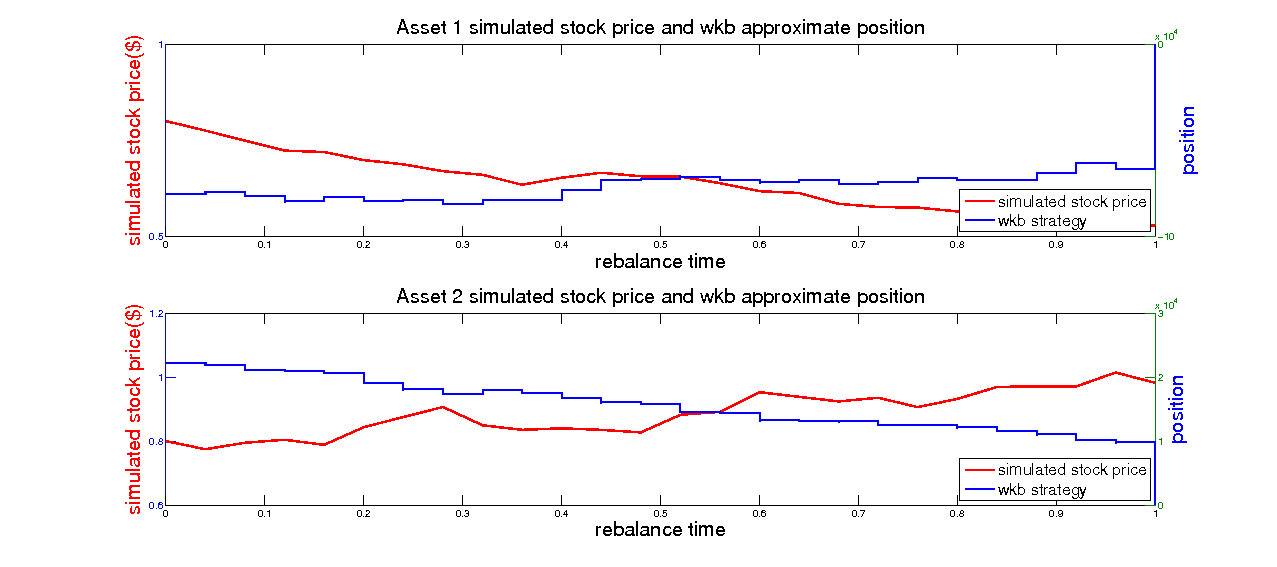 Asset 1 simulated stock price and wkb approximate position
x 10^4
1
0
simulated stock price($)
position
simulated stock price
wkb strategy
0.5
-10
0 0.1 0.2 0.3 0.4 0.5 0.6 0.7 0.8 0.9 1
rebalance time
Asset 2 simulated stock price and wkb approximate position
x 10^4
1.2
3
1
2
simulated stock price($)
position
0.8
1
simulated stock price
wkb strategy
0.6
0
0 0.1 0.2 0.3 0.4 0.5 0.6 0.7 0.8 0.9 1
rebalance time